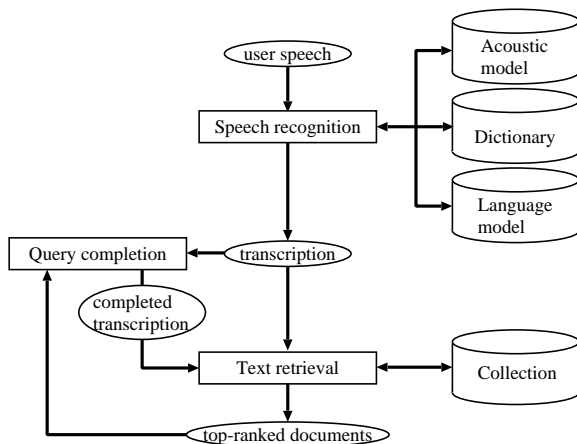 user speech
Acoustic
model
Speech recognition
Dictionary
Language
model
Query completion
transcription
completed
transcription
Text retrieval
Collection
top-ranked documents